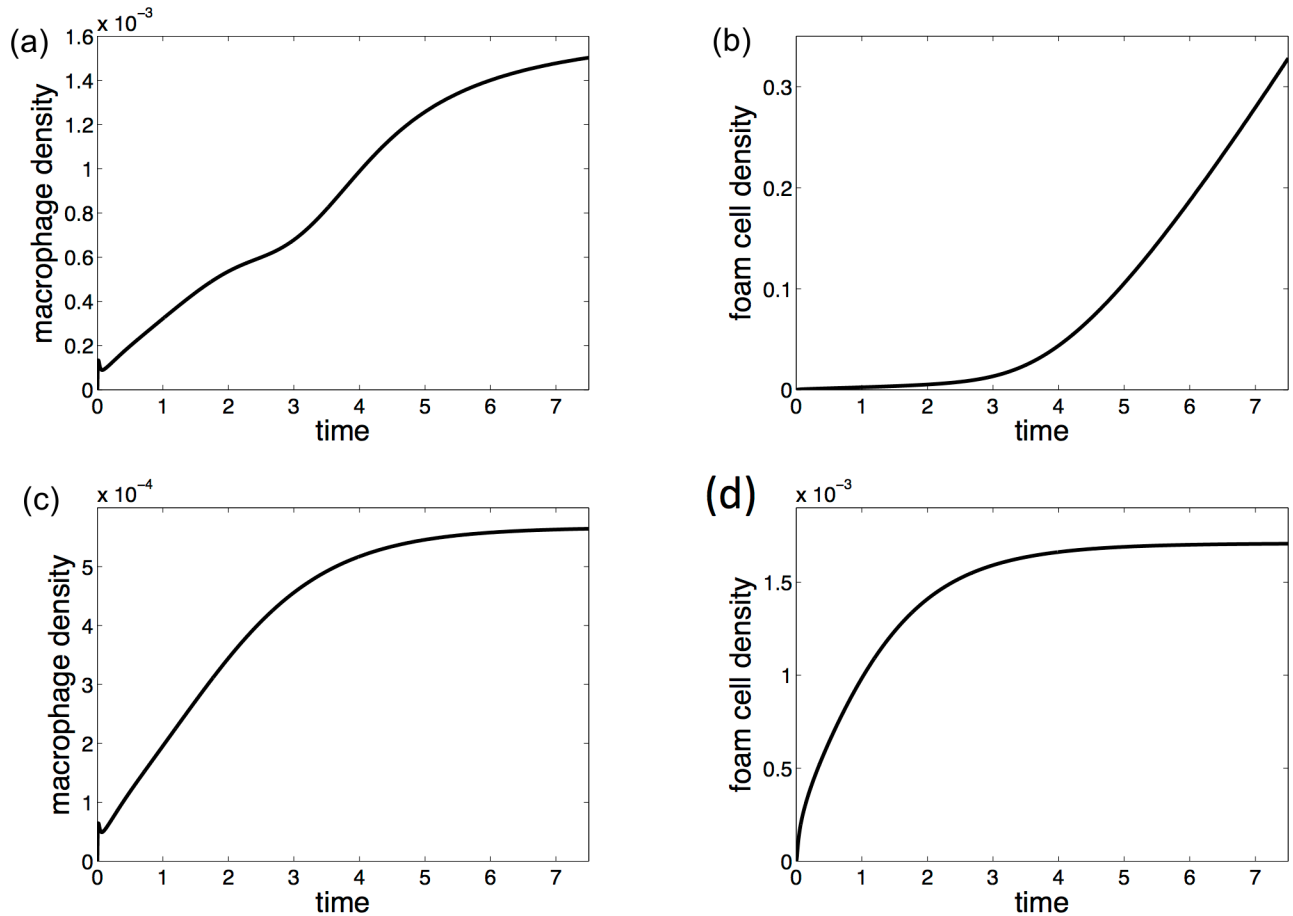 (a)
x 10⁻³
macrophage density
1.6
1.4
1.2
1
0.8
0.6
0.4
0.2
0
0 1 2 3 4 5 6 7
time
(b)
foam cell density
0.3
0.2
0.1
0
0 1 2 3 4 5 6 7
time
(c)
x 10⁻⁴
macrophage density
5
4
3
2
1
0
0 1 2 3 4 5 6 7
time
(d)
x 10⁻³
foam cell density
1.5
1
0.5
0
0 1 2 3 4 5 6 7
time